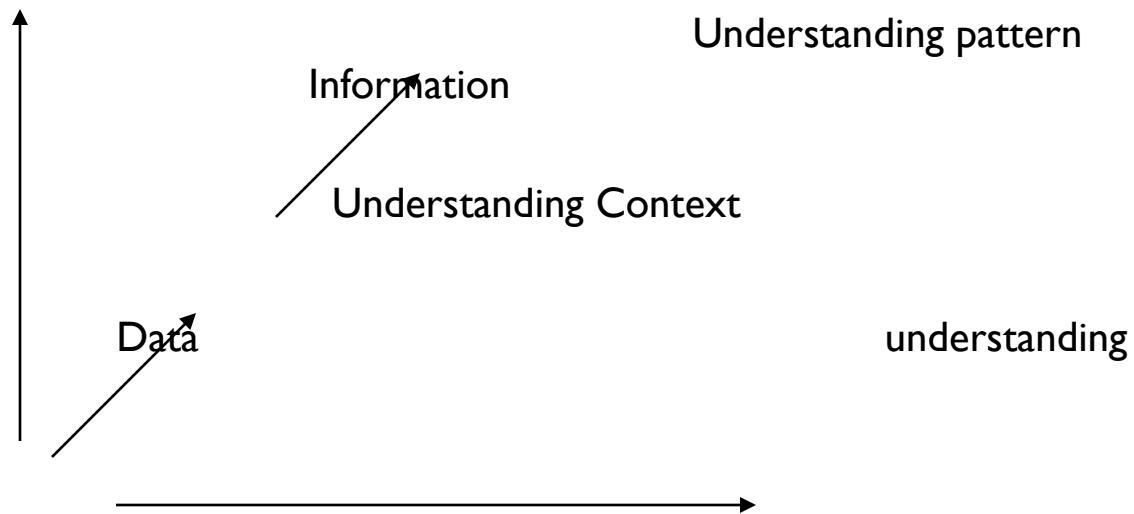 Understanding pattern
Information
Understanding Context
Data
understanding